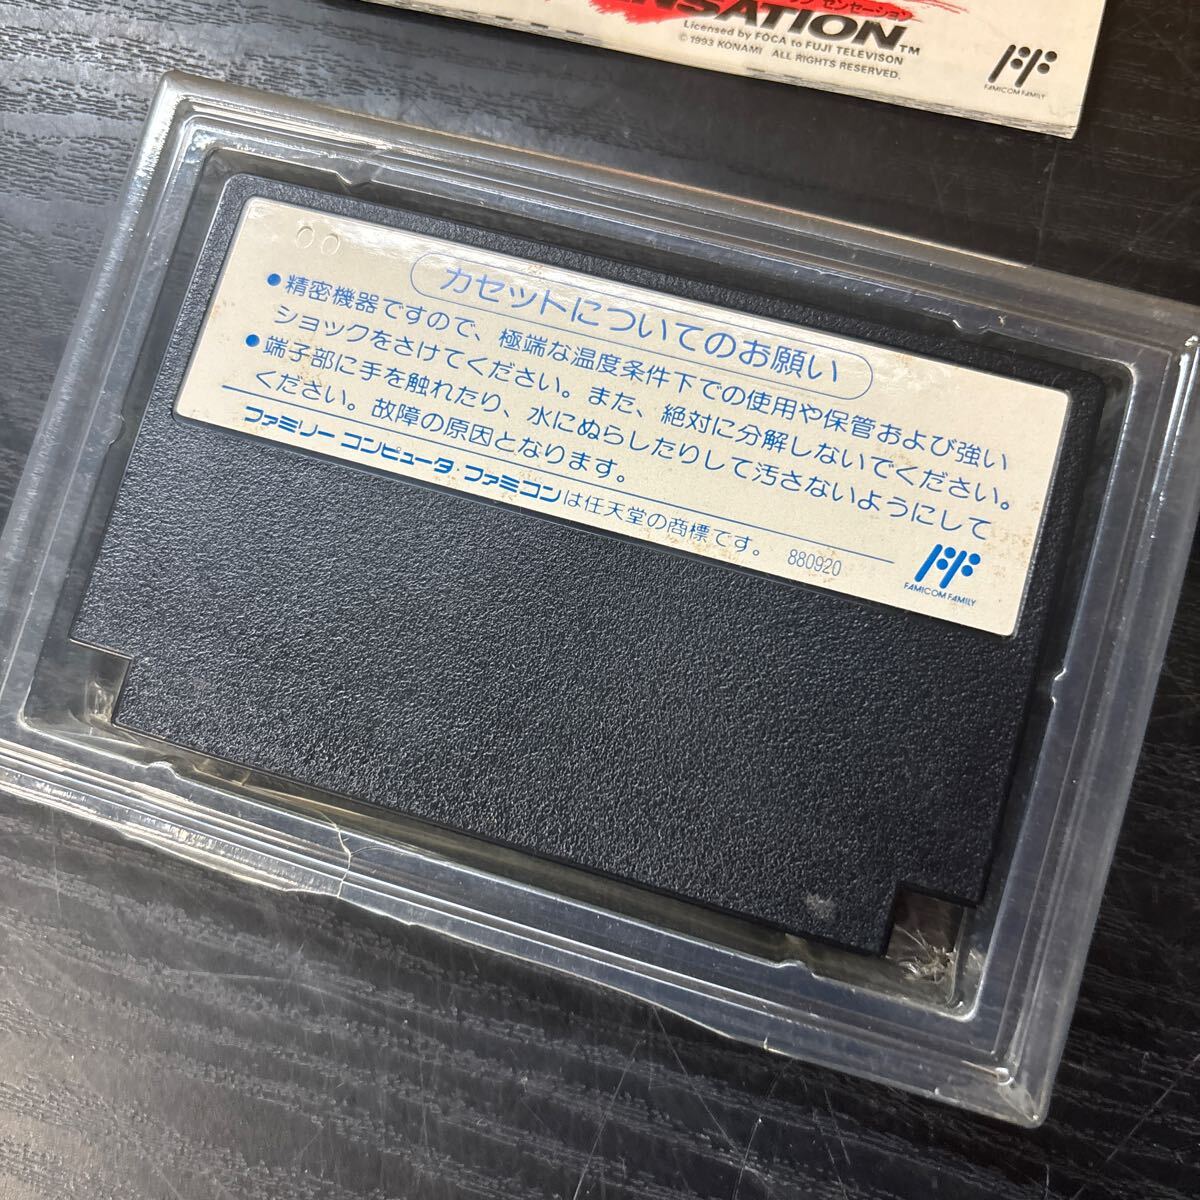 センセーション
NSATION™
Licensed by FOCA to FUJI TELEVISON
© 1993 KONAMI ALL RIGHTS RESERVED.
FAMICOM FAMILY
カセットについてのお願い
●精密機器ですので、極端な温度条件下での使用や保管および強い
ショックをさけてください。また、絶対に分解しないでください。
●端子部に手を触れたり、水にぬらしたりして汚さないようにして
ください。故障の原因となります。
ファミリー コンピュータ・ファミコンは任天堂の商標です。 880920
FAMICOM FAMILY